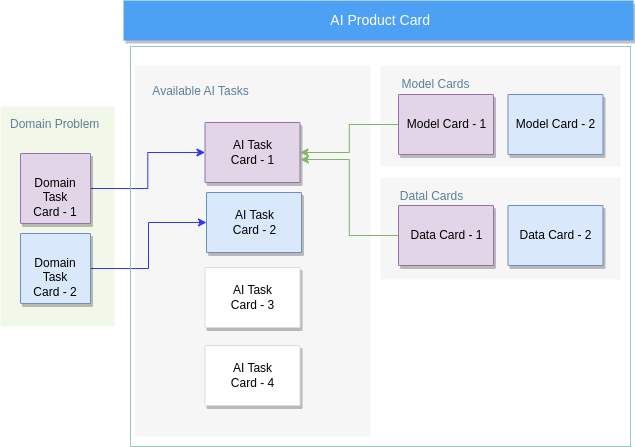 AI Product Card
Domain Problem
Domain
Task
Card - 1
Domain
Task
Card - 2
Available AI Tasks
AI Task
Card - 1
AI Task
Card - 2
AI Task
Card - 3
AI Task
Card - 4
Model Cards
Model Card - 1
Model Card - 2
Datal Cards
Data Card - 1
Data Card - 2